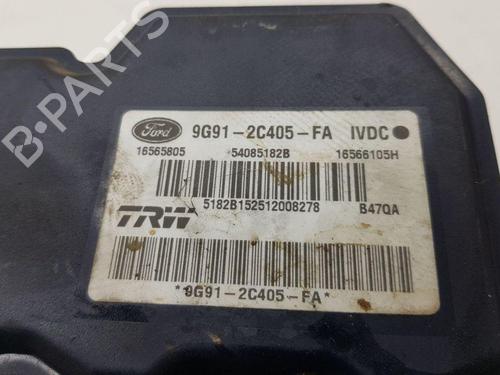 B-PARTS
Ford 9G91-2C405-FA IVDC
16565805 54085182B 16566105H
5182B152512008278 B47QA
TRW
*9G91-2C405-FA*